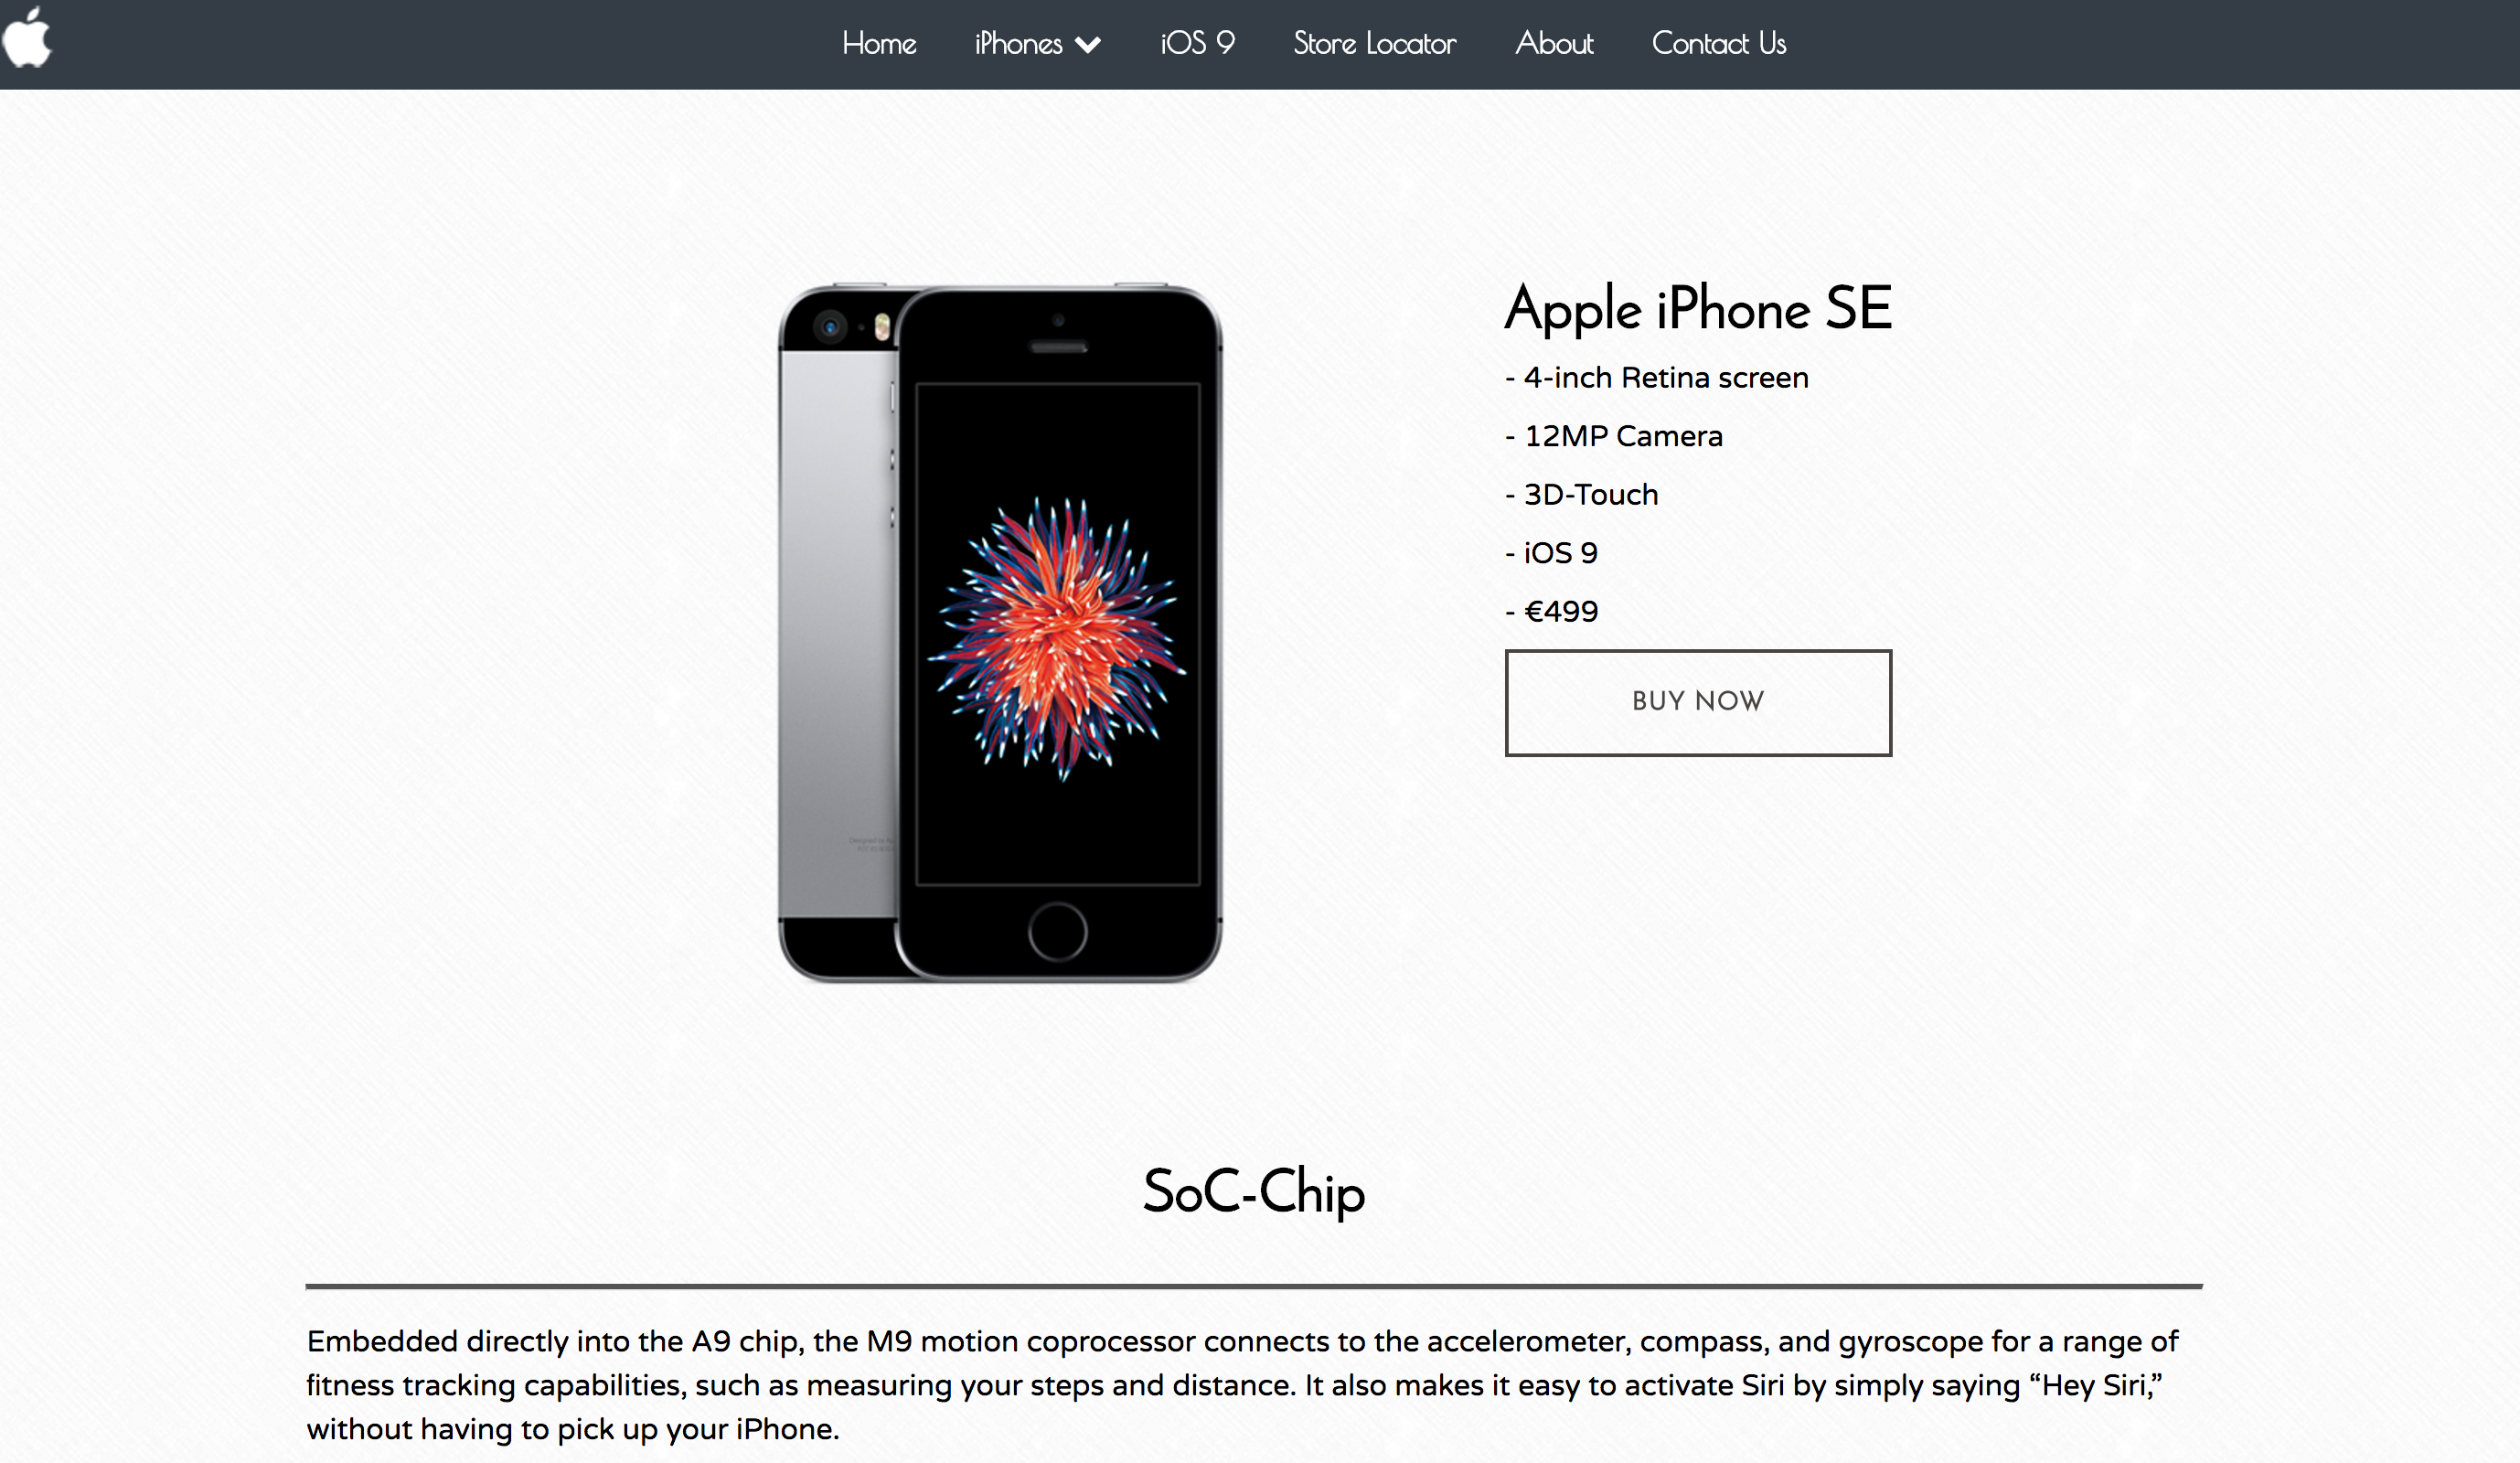 Home iPhones iOS 9 Store Locator About Contact Us
Apple iPhone SE
- 4-inch Retina screen
- 12MP Camera
- 3D-Touch
- iOS 9
- €499
BUY NOW
SoC-Chip
Embedded directly into the A9 chip, the M9 motion coprocessor connects to the accelerometer, compass, and gyroscope for a range of
fitness tracking capabilities, such as measuring your steps and distance. It also makes it easy to activate Siri by simply saying “Hey Siri,”
without having to pick up your iPhone.